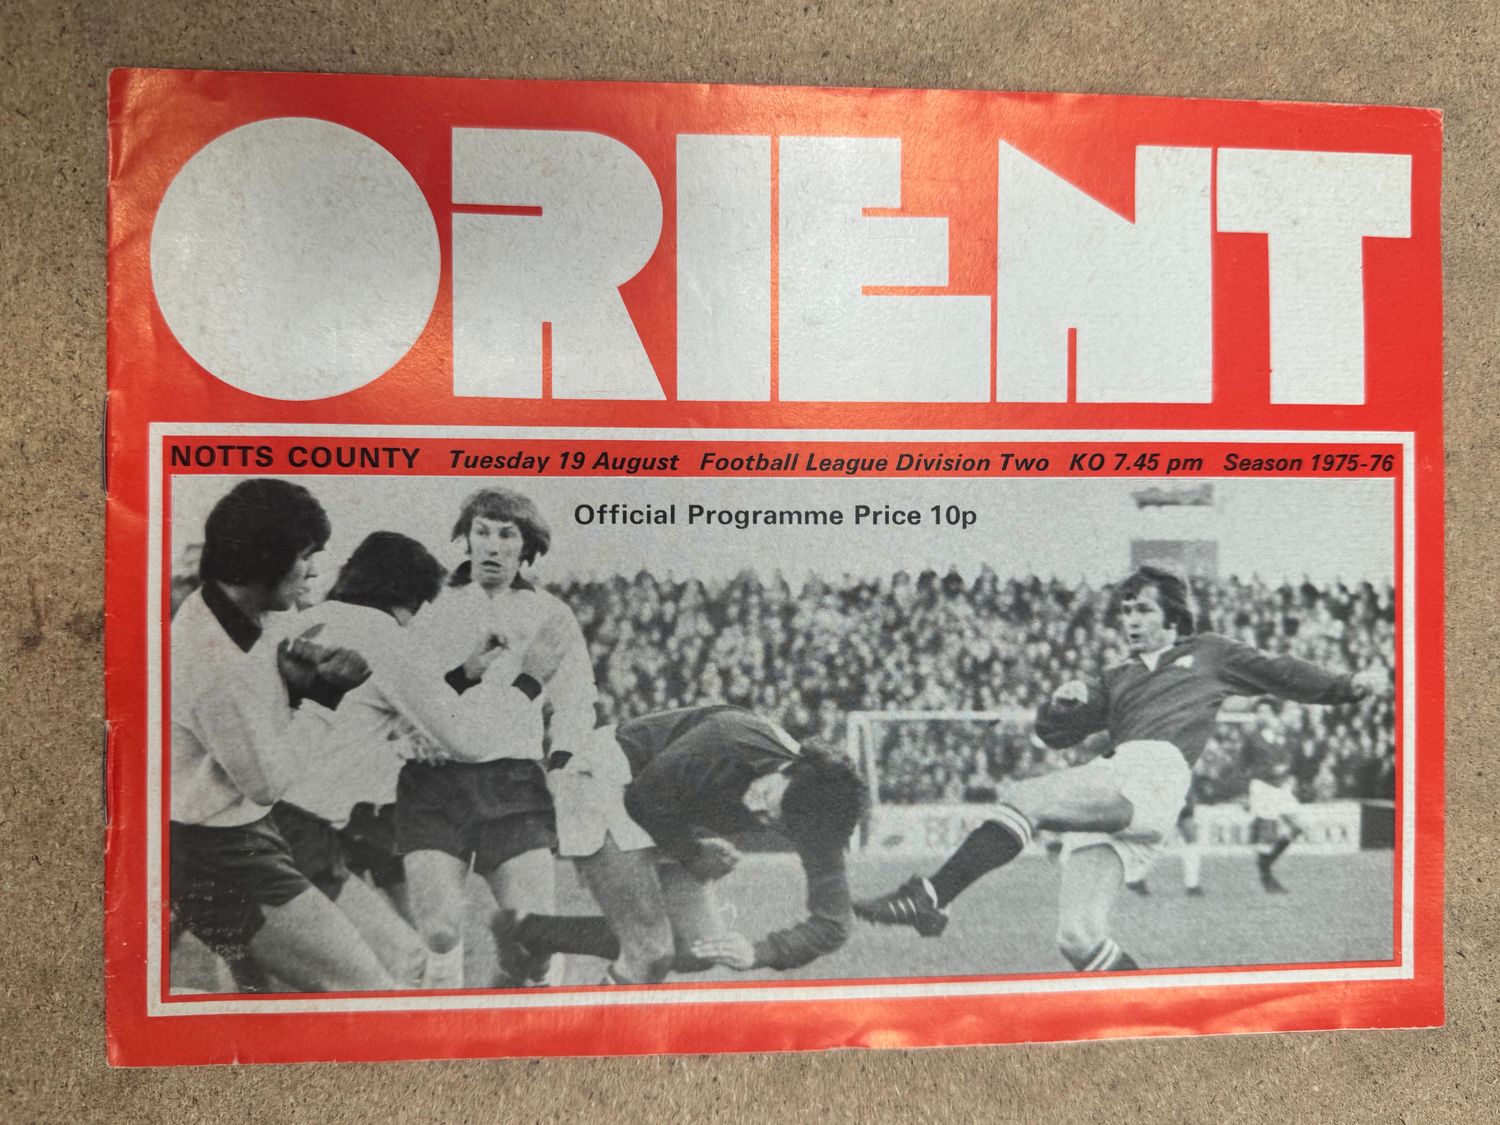 ORIENT
NOTTS COUNTY Tuesday 19 August Football League Division Two KO 7.45 pm Season 1975-76
Official Programme Price 10p